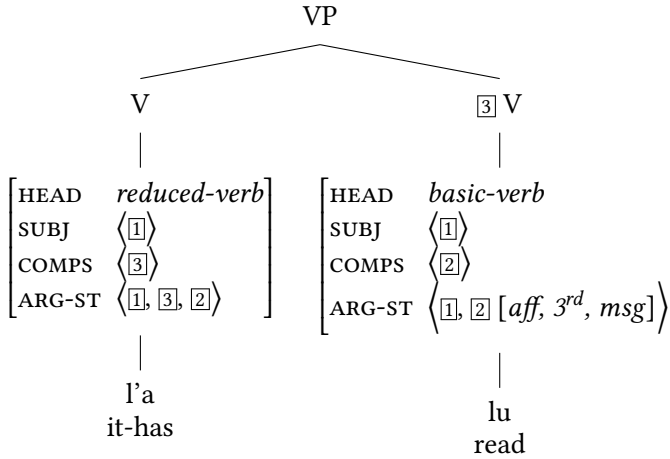 VP
V
3 V
HEAD reduced-verb
SUBJ ⟨1⟩
COMPS ⟨3⟩
ARG-ST ⟨1, 3, 2⟩
l'a
it-has
HEAD basic-verb
SUBJ ⟨1⟩
COMPS ⟨2⟩
ARG-ST ⟨1, 2 [aff, 3rd, msg]⟩
lu
read